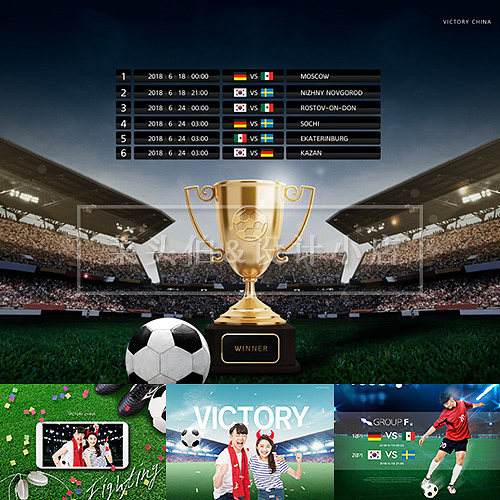 VICTORY CHINA
1 2018 · 6 · 18 · 00:00 VS MOSCOW
2 2018 · 6 · 18 · 21:00 VS NIZHNY NOVGOROD
3 2018 · 6 · 24 · 00:00 VS ROSTOV-ON-DON
4 2018 · 6 · 24 · 03:00 VS SOCHI
5 2018 · 6 · 24 · 03:00 VS EKATERINBURG
6 2018 · 6 · 24 · 03:00 VS KAZAN
WINNER
VICTORY CHINA
Fighting
VICTORY
GROUP F
VS
VS